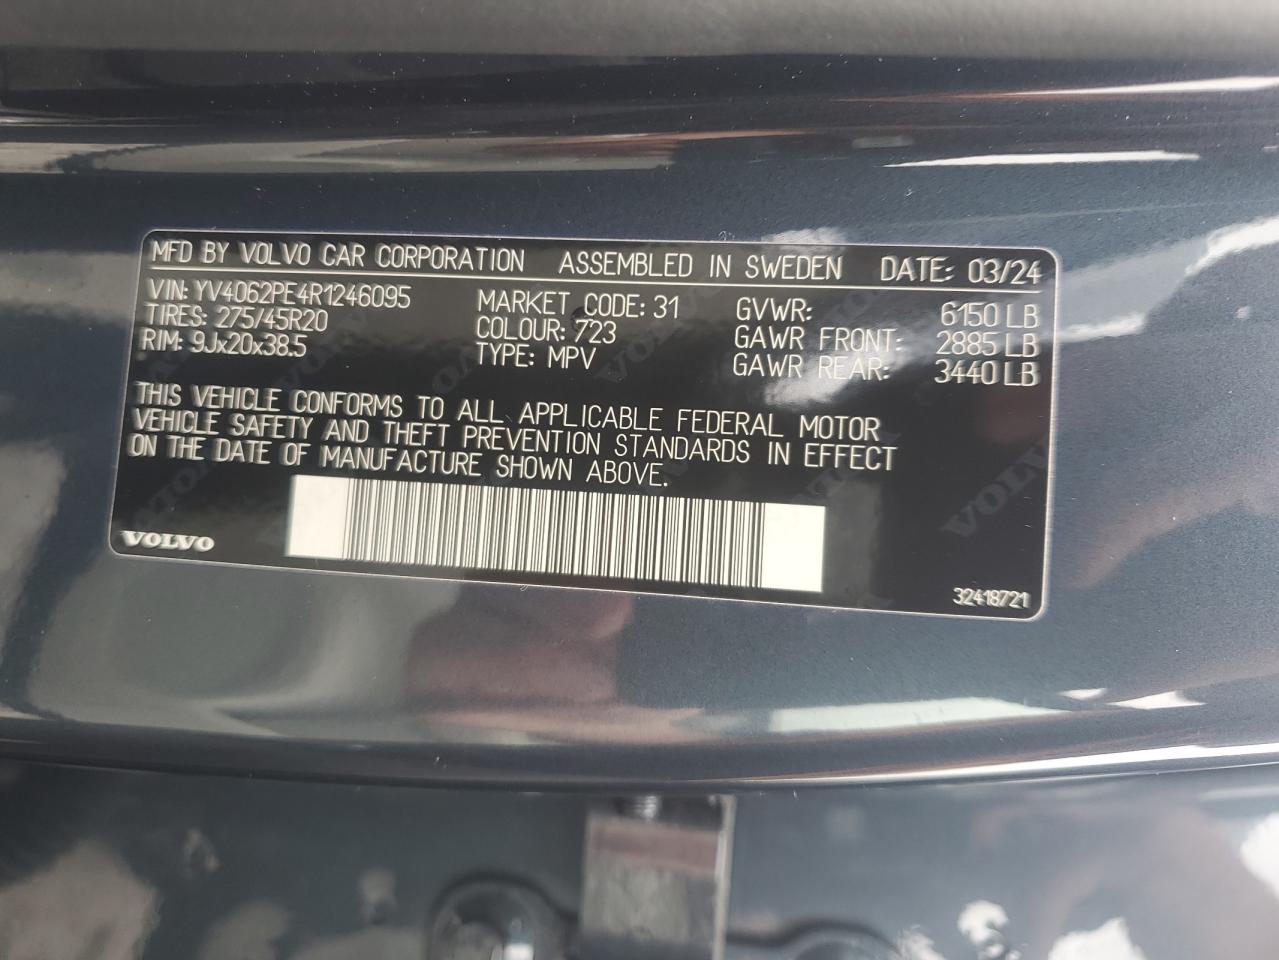 MFD BY VOLVO CAR CORPORATION ASSEMBLED IN SWEDEN DATE: 03/24
VIN: YV4062PE4R1246095 MARKET CODE: 31 GVWR: 6150 LB
TIRES: 275/45R20 COLOUR: 723 GAWR FRONT: 2885 LB
RIM: 9Jx20x38.5 TYPE: MPV GAWR REAR: 3440 LB
THIS VEHICLE CONFORMS TO ALL APPLICABLE FEDERAL MOTOR
VEHICLE SAFETY AND THEFT PREVENTION STANDARDS IN EFFECT
ON THE DATE OF MANUFACTURE SHOWN ABOVE.
VOLVO
32418721